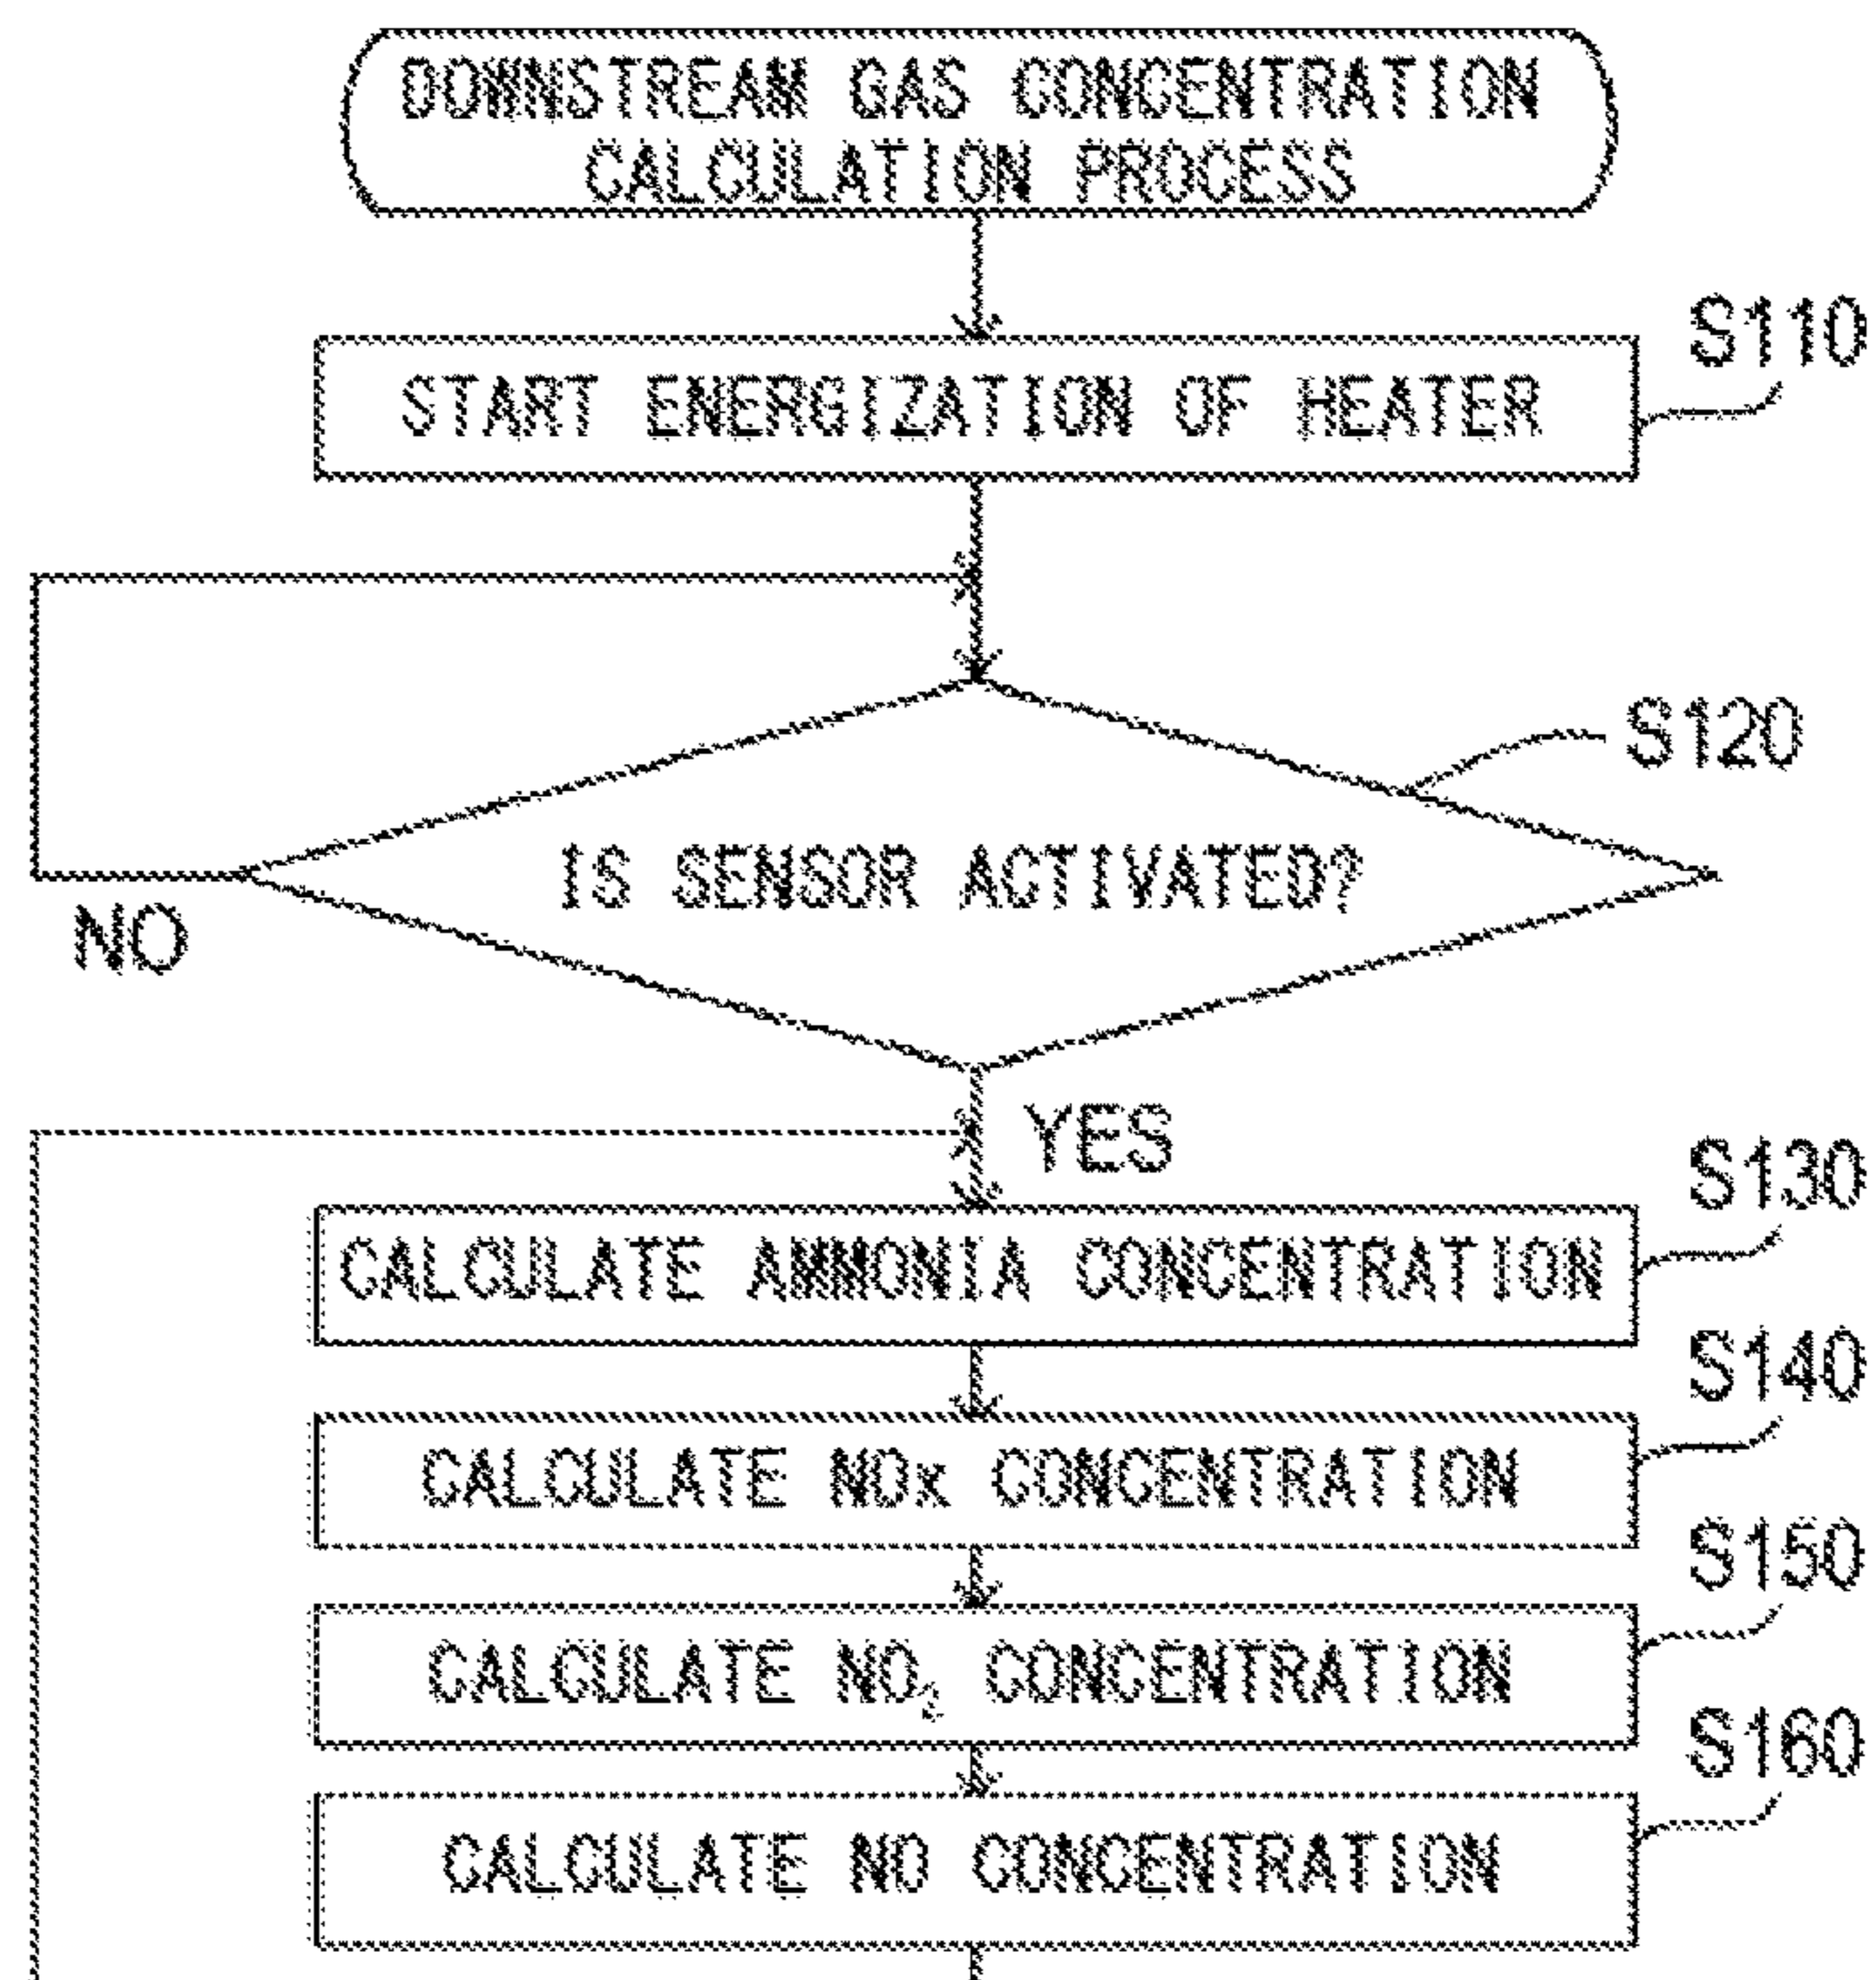 DOWNSTREAM GAS CONCENTRATION
CALCULATION PROCESS
S110
START ENERGIZATION OF HEATER
S120
IS SENSOR ACTIVATED?
NO
YES
S130
CALCULATE AMMONIA CONCENTRATION
S140
CALCULATE NOx CONCENTRATION
S150
CALCULATE NO₂ CONCENTRATION
S160
CALCULATE NO CONCENTRATION